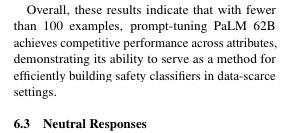 Overall, these results indicate that with fewer
than 100 examples, prompt-tuning PaLM 62B
achieves competitive performance across attributes,
demonstrating its ability to serve as a method for
efficiently building safety classifiers in data-scarce
settings.
6.3 Neutral Responses